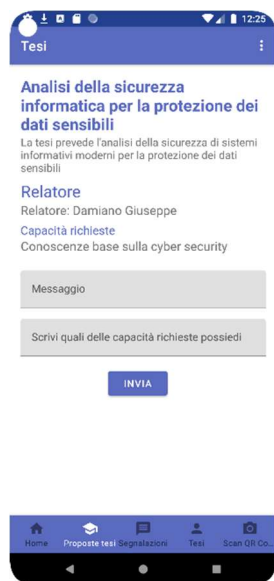 12:25
Tesi
Analisi della sicurezza
informatica per la protezione dei
dati sensibili
La tesi prevede l'analisi della sicurezza di sistemi
informativi moderni per la protezione dei dati
sensibili
Relatore
Relatore: Damiano Giuseppe
Capacità richieste
Conoscenze base sulla cyber security
Messaggio
Scrivi quali delle capacità richieste possiedi
INVIA
Home Proposte tesi Segnalazioni Tesi Scan QR Co...